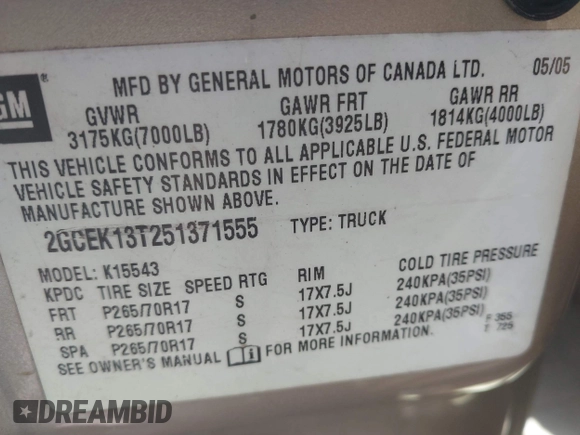 GM ®
MFD BY GENERAL MOTORS OF CANADA LTD. 05/05
GVWR GAWR FRT GAWR RR
3175KG(7000LB) 1780KG(3925LB) 1814KG(4000LB)
THIS VEHICLE CONFORMS TO ALL APPLICABLE U.S. FEDERAL MOTOR
VEHICLE SAFETY STANDARDS IN EFFECT ON THE DATE OF
MANUFACTURE SHOWN ABOVE.
2GCEK13T251371555 TYPE: TRUCK
MODEL: K15543
KPDC TIRE SIZE SPEED RTG RIM COLD TIRE PRESSURE
FRT P265/70R17 S 17X7.5J 240KPA(35PSI)
RR P265/70R17 S 17X7.5J 240KPA(35PSI)
SPA P265/70R17 S 17X7.5J 240KPA(35PSI)
SEE OWNER'S MANUAL FOR MORE INFORMATION.
F 355
T 725
DREAMBID